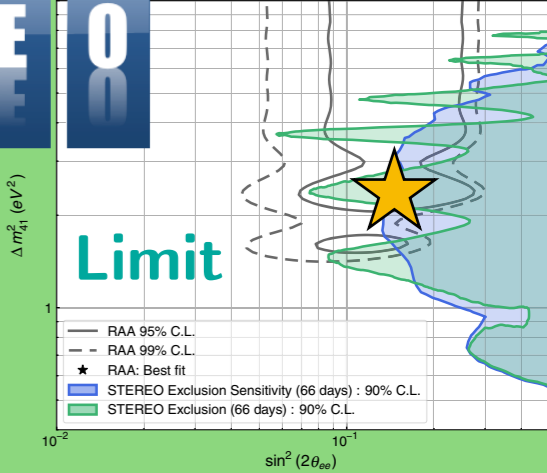 E O
Limit
Δm²₄₁ (eV²)
1
RAA 95% C.L.
RAA 99% C.L.
RAA: Best fit
STEREO Exclusion Sensitivity (66 days) : 90% C.L.
STEREO Exclusion (66 days) : 90% C.L.
10⁻² 10⁻¹
sin² (2θₑₑ)